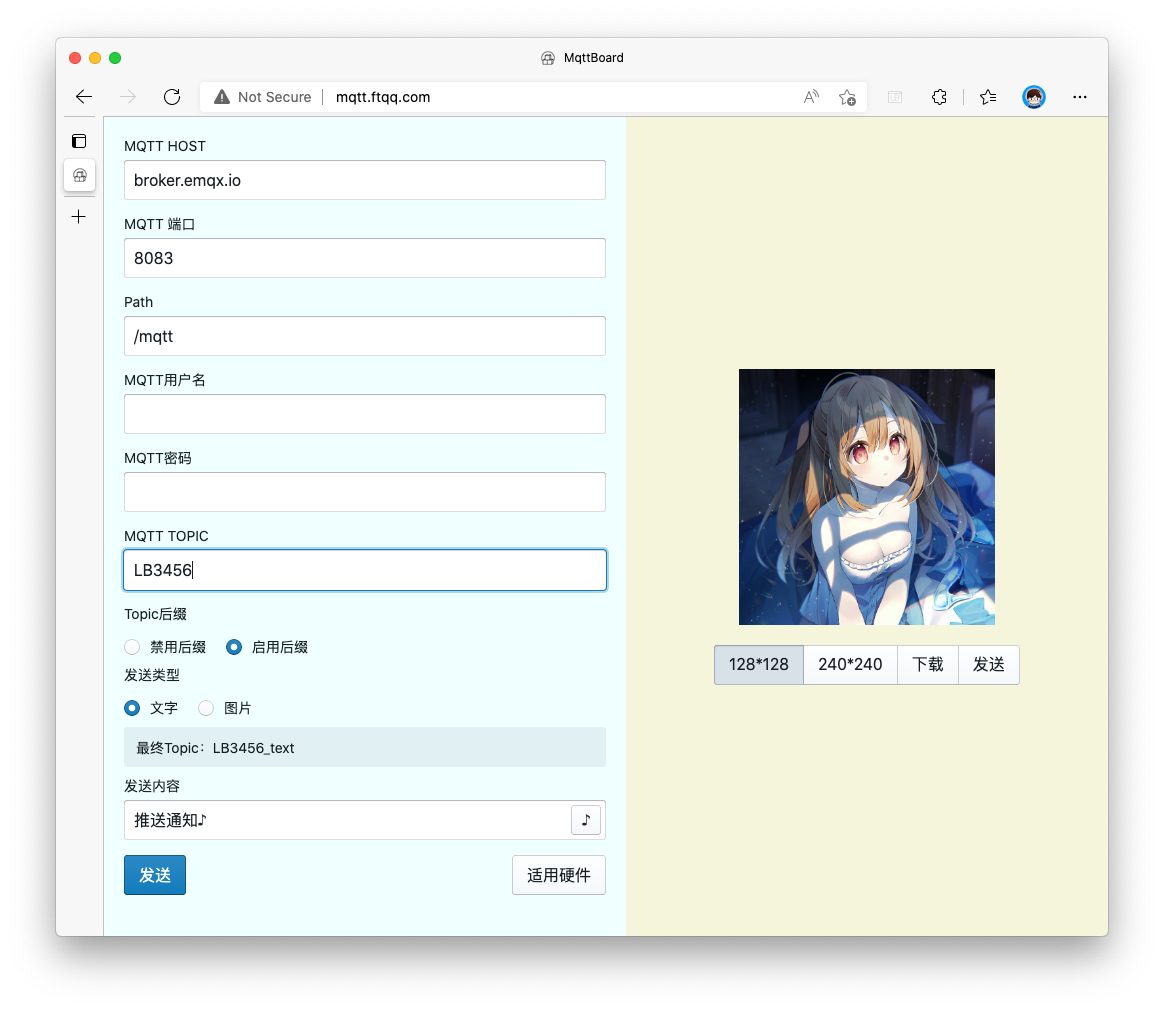 MqttBoard
Not Secure
mqtt.ftqq.com
MQTT HOST
broker.emqx.io
MQTT 端口
8083
Path
/mqtt
MQTT用户名
MQTT密码
MQTT TOPIC
LB3456
Topic后缀
禁用后缀 启用后缀
发送类型
文字 图片
最终Topic：LB3456_text
发送内容
推送通知♪ ♪
发送 适用硬件
128*128 240*240 下载 发送